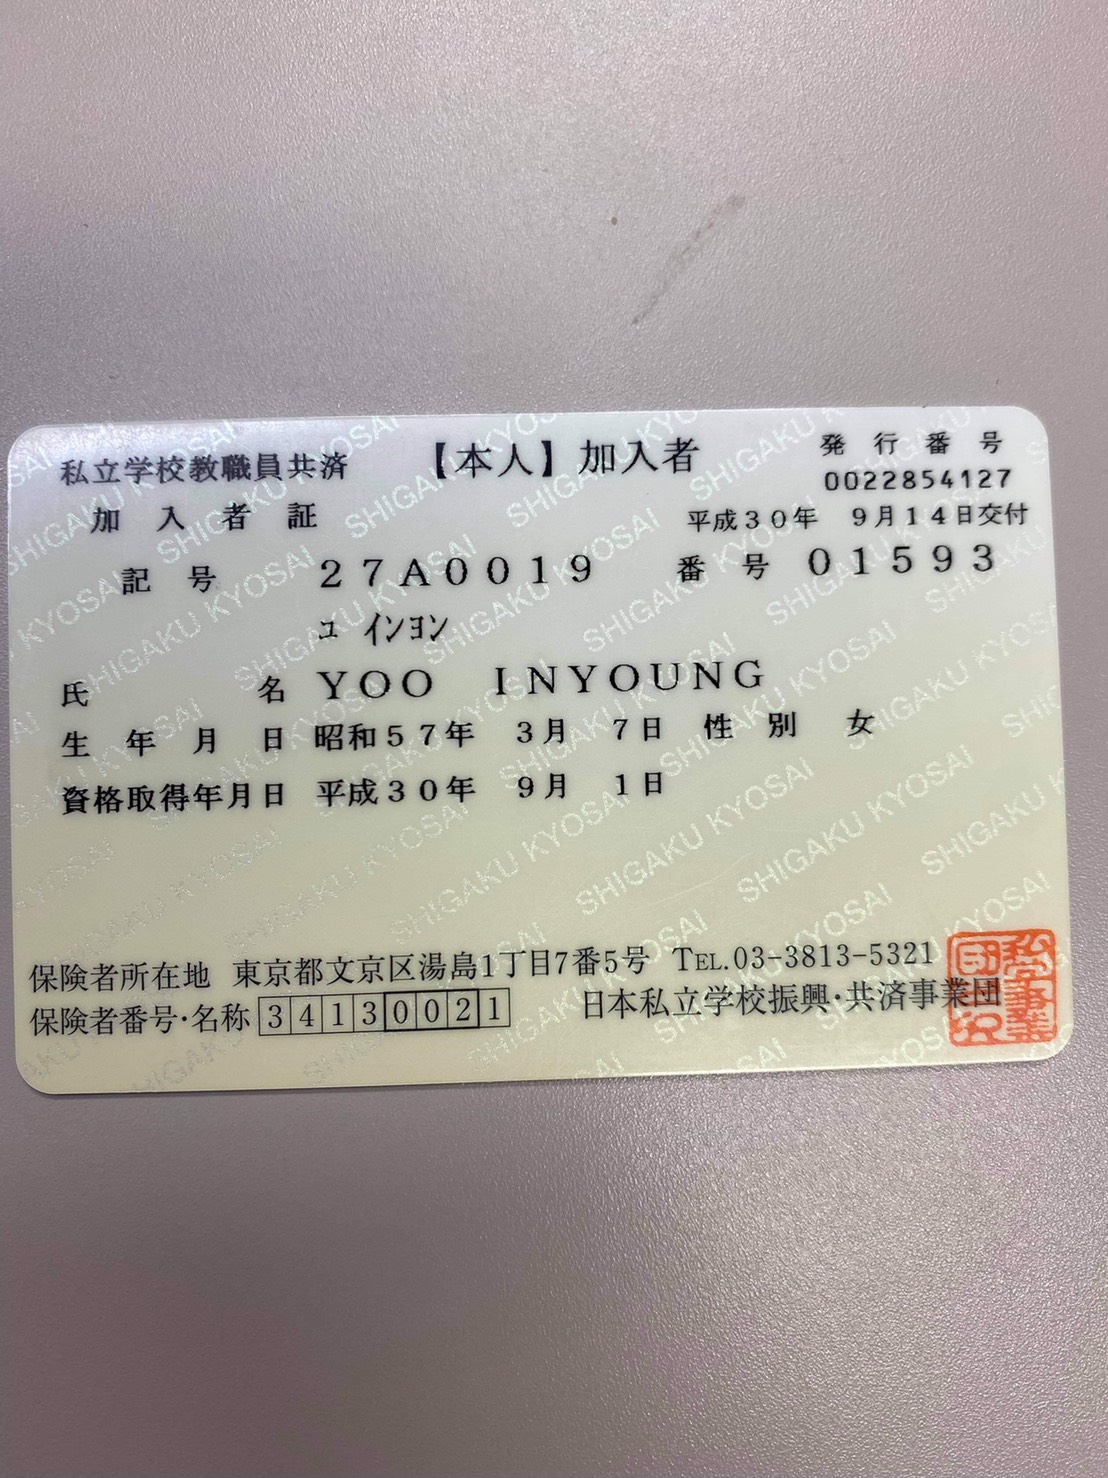 私立学校教職員共済 【本人】加入者 発行番号
0022854127
加入者証 平成30年 9月14日交付
記号 27A0019 番号 01593
ユ インヨン
氏名 YOO INYOUNG
生年月日 昭和57年 3月 7日 性別 女
資格取得年月日 平成30年 9月 1日
保険者所在地 東京都文京区湯島1丁目7番5号 TEL.03-3813-5321
保険者番号・名称 34130021 日本私立学校振興・共済事業団
SHIGAKU KYOSAI